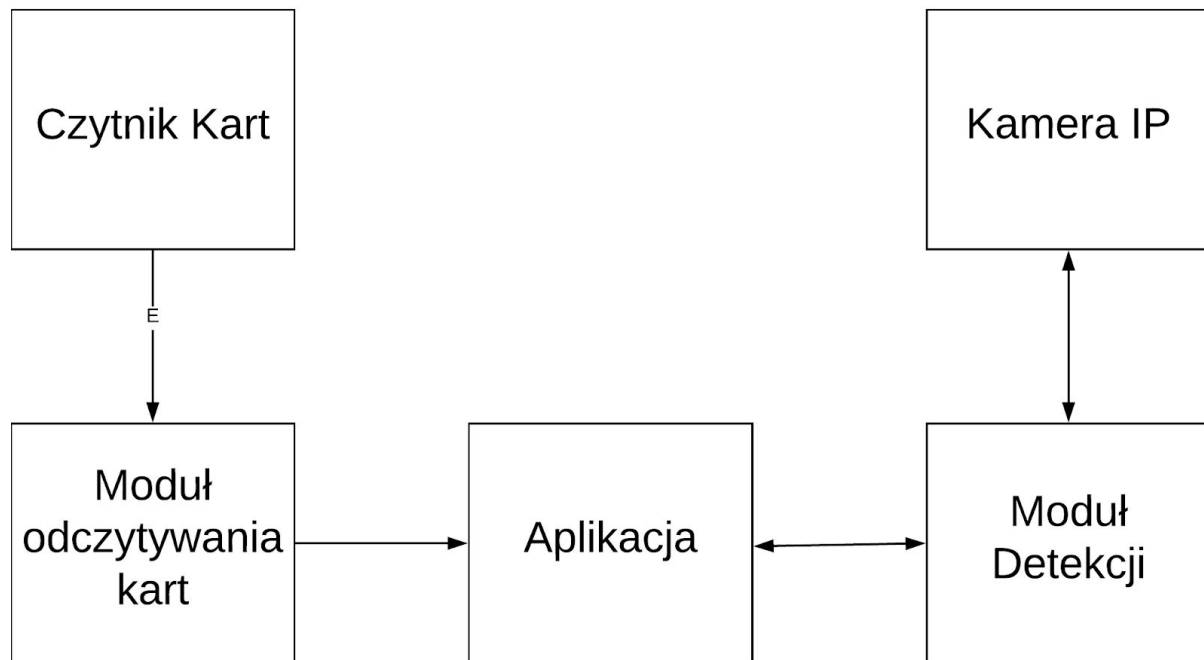 Czytnik Kart
Kamera IP
E
Moduł
odczytywania
kart
Aplikacja
Moduł
Detekcji